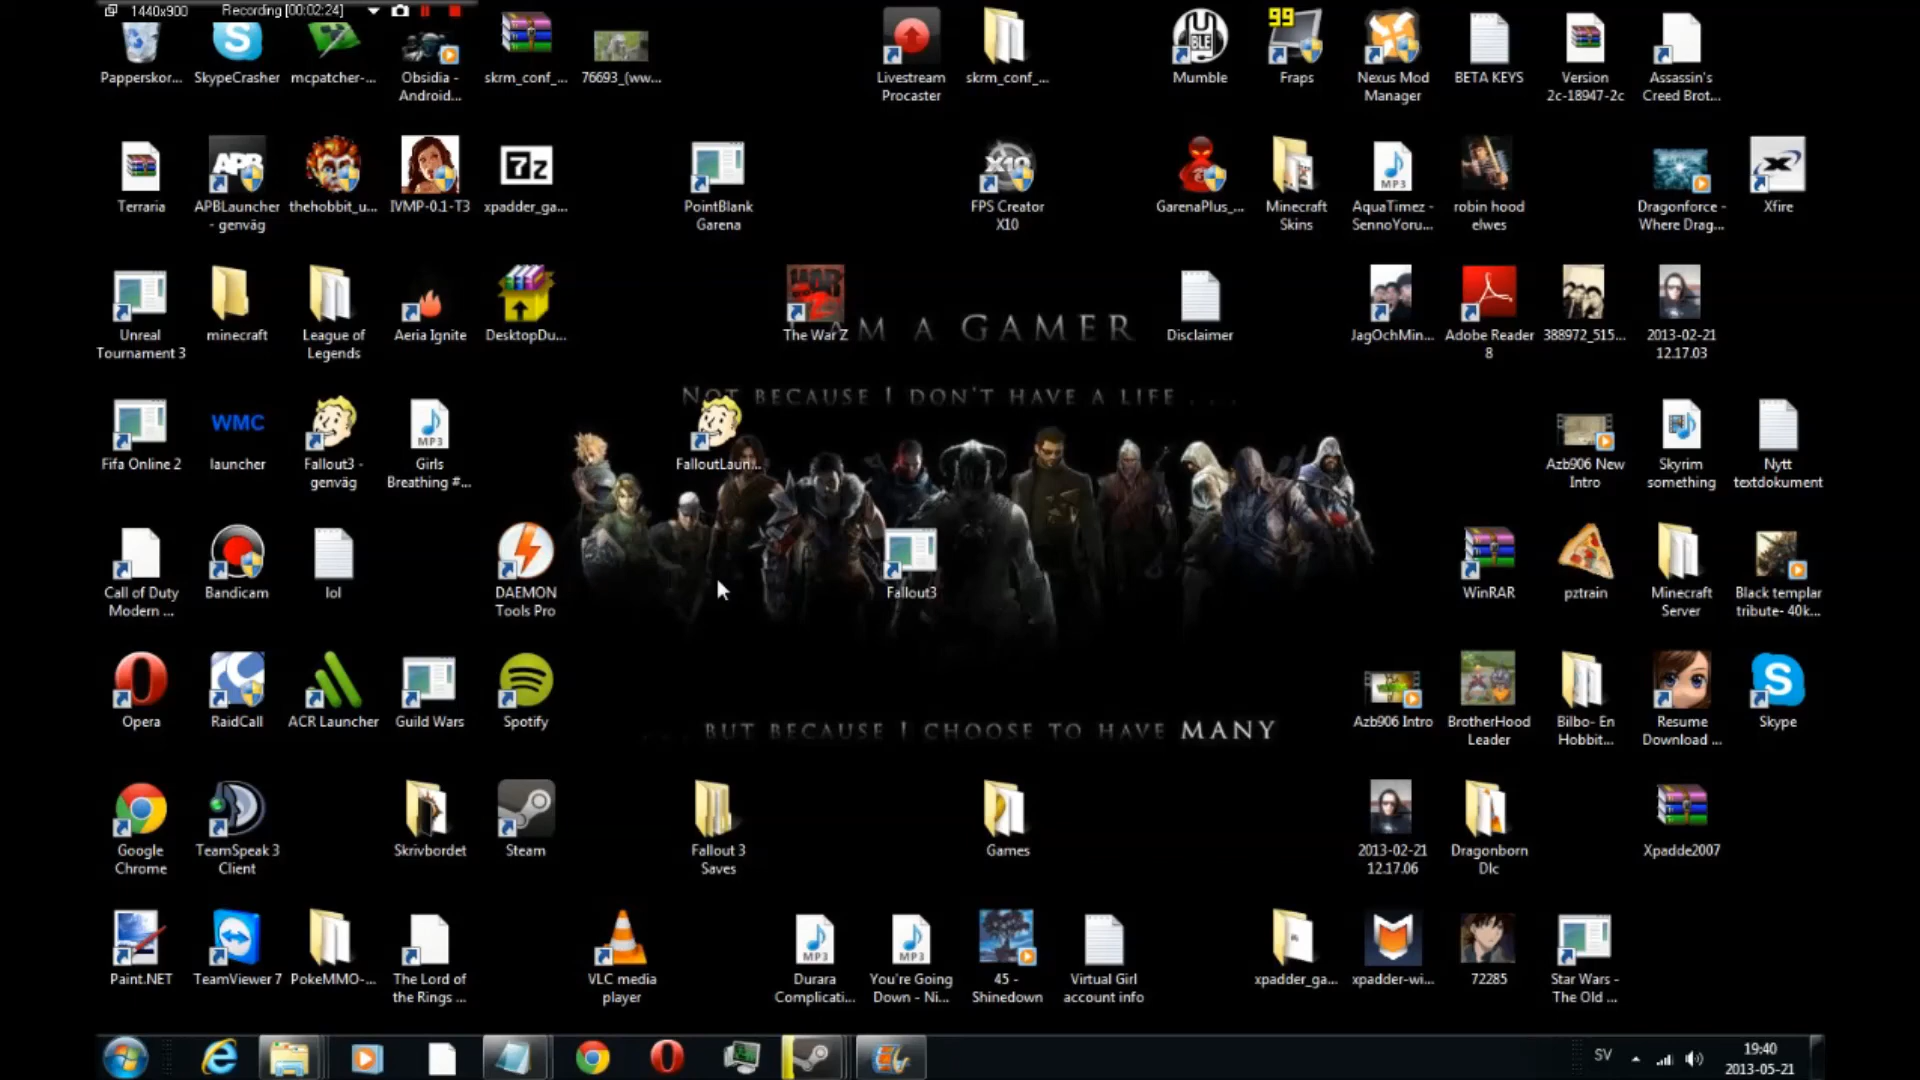 1440x900 Recording [00:02:24]
Papperskor... SkypeCrasher mcpatcher-... Obsidia - skrm_conf_... 76693_(ww... Livestream skrm_conf_... Mumble Fraps Nexus Mod BETA KEYS Version Assassin's
Android... Procaster Manager 2c-18947-2c Creed Brot...
99
Terraria APBLauncher thehobbit_u... IVMP-0.1-T3 xpadder_ga... PointBlank FPS Creator GarenaPlus_... Minecraft AquaTimez - robin hood Dragonforce - Xfire
- genväg Garena X10 Skins SennoYoru... elwes Where Drag...
Unreal minecraft League of Aeria Ignite DesktopDu... The War Z Disclaimer JagOchMin... Adobe Reader 388972_515... 2013-02-21
Tournament 3 Legends 8 12.17.03
AM A GAMER
NOT BECAUSE I DON'T HAVE A LIFE . . .
Fifa Online 2 launcher Fallout3 - Girls FalloutLaun... Azb906 New Skyrim Nytt
genväg Breathing #... Intro something textdokument
WMC
Call of Duty Bandicam lol DAEMON Fallout3 WinRAR pztrain Minecraft Black templar
Modern ... Tools Pro Server tribute- 40k...
Opera RaidCall ACR Launcher Guild Wars Spotify Azb906 Intro BrotherHood Bilbo- En Resume Skype
Leader Hobbit... Download ...
. . . BUT BECAUSE I CHOOSE TO HAVE MANY
Google TeamSpeak 3 Skrivbordet Steam Fallout 3 Games 2013-02-21 Dragonborn Xpadde2007
Chrome Client Saves 12.17.06 Dlc
Paint.NET TeamViewer 7 PokeMMO-... The Lord of VLC media Durara You're Going 45 - Virtual Girl xpadder_ga... xpadder-wi... 72285 Star Wars -
the Rings ... player Complicati... Down - Ni... Shinedown account info The Old ...
SV 19:40
2013-05-21